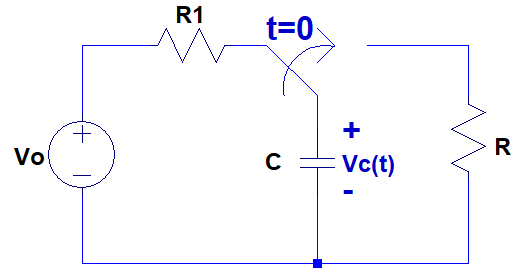 R1
t=0
Vo
+
-
C
+
Vc(t)
-
R